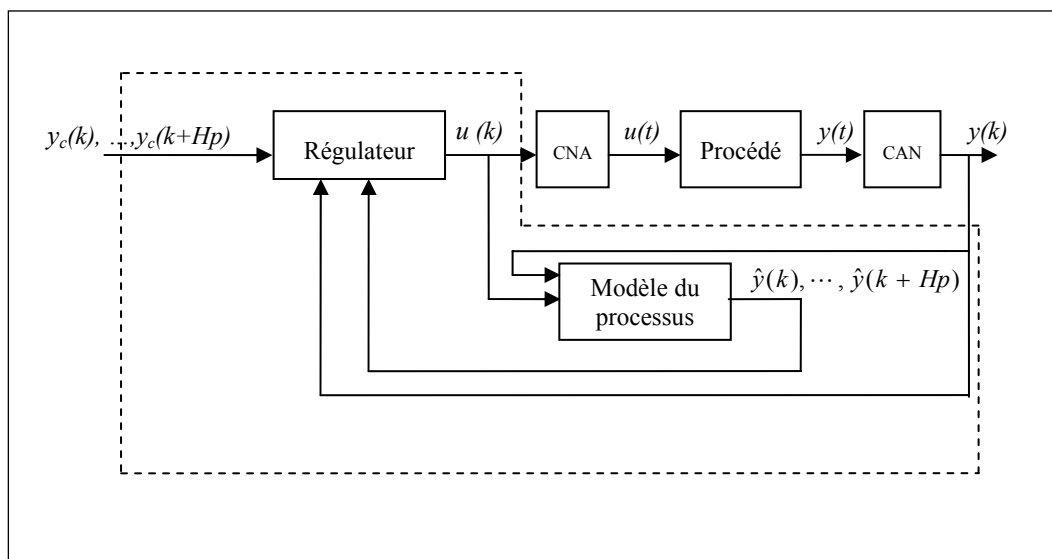 y_c(k), ...,y_c(k+Hp)
Régulateur
u (k)
CNA
u(t)
Procédé
y(t)
CAN
y(k)
Modèle du
processus
ŷ(k),⋯, ŷ(k + Hp)